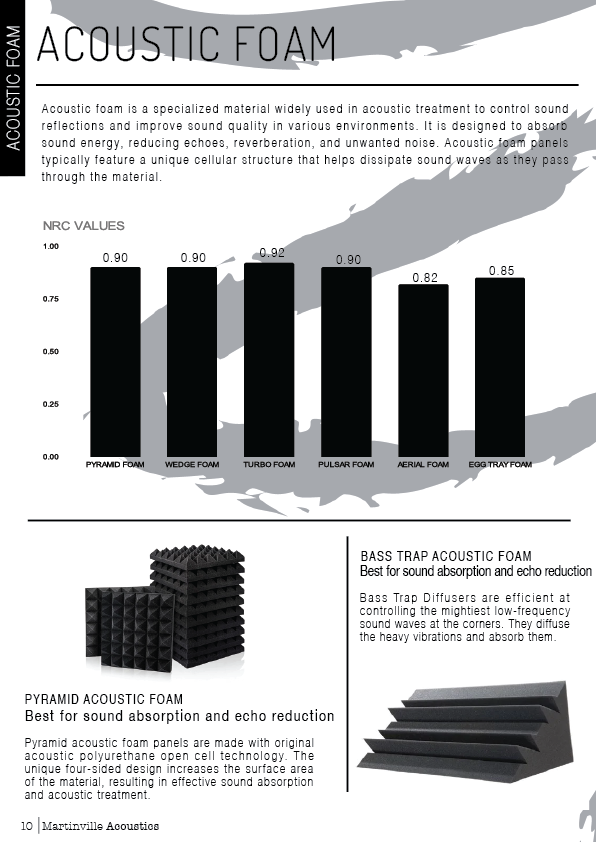 ACOUSTIC FOAM
ACOUSTIC FOAM
Acoustic foam is a specialized material widely used in acoustic treatment to control sound
reflections and improve sound quality in various environments. It is designed to absorb
sound energy, reducing echoes, reverberation, and unwanted noise. Acoustic foam panels
typically feature a unique cellular structure that helps dissipate sound waves as they pass
through the material.
NRC VALUES
1.00
0.75
0.50
0.25
0.00
0.90
0.90
0.92
0.90
0.82
0.85
PYRAMID FOAM
WEDGE FOAM
TURBO FOAM
PULSAR FOAM
AERIAL FOAM
EGG TRAY FOAM
PYRAMID ACOUSTIC FOAM
Best for sound absorption and echo reduction
Pyramid acoustic foam panels are made with original
acoustic polyurethane open cell technology. The
unique four-sided design increases the surface area
of the material, resulting in effective sound absorption
and acoustic treatment.
BASS TRAP ACOUSTIC FOAM
Best for sound absorption and echo reduction
Bass Trap Diffusers are efficient at
controlling the mightiest low-frequency
sound waves at the corners. They diffuse
the heavy vibrations and absorb them.
10 Martinville Acoustics